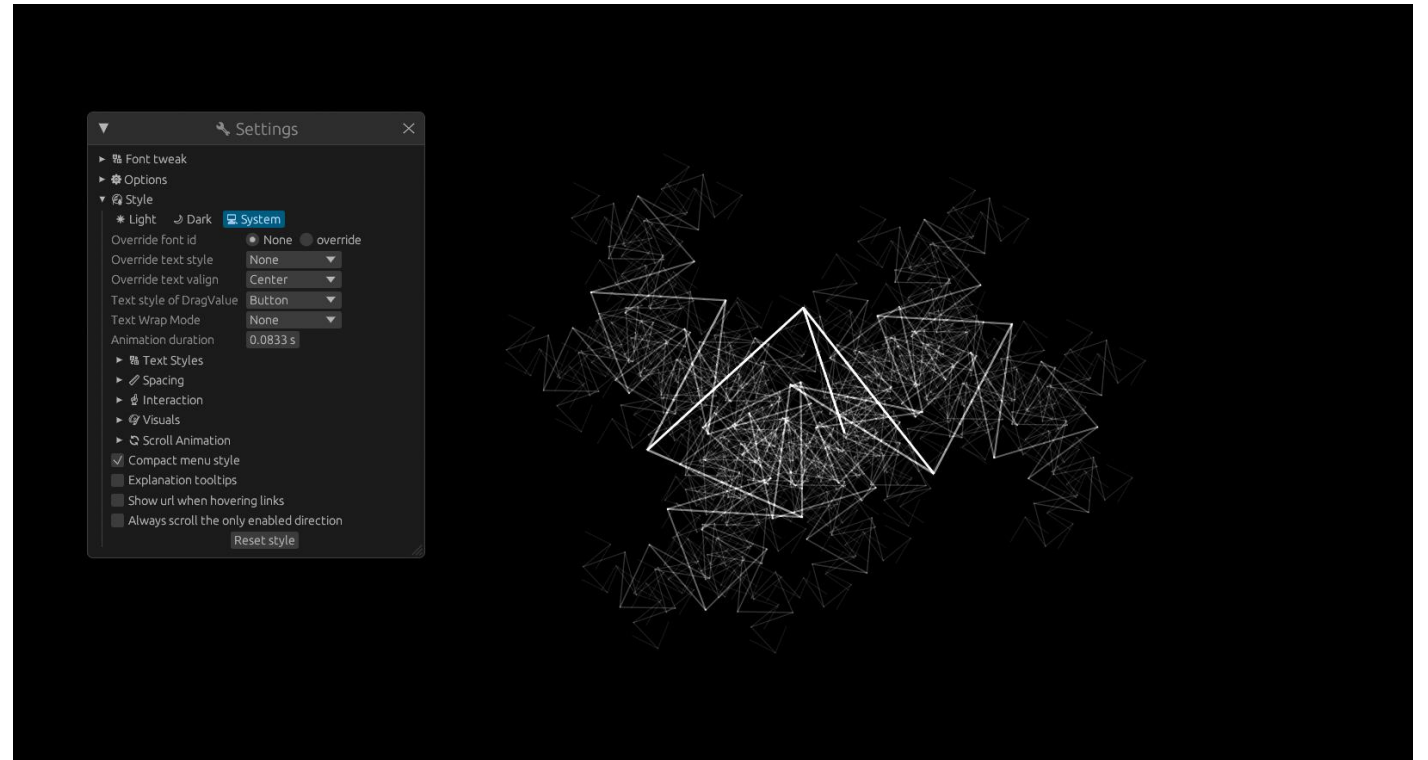 Settings
Font tweak
Options
Style
Light Dark System
Override font id None override
Override text style None
Override text valign Center
Text style of DragValue Button
Text Wrap Mode None
Animation duration 0.0833 s
Text Styles
Spacing
Interaction
Visuals
Scroll Animation
Compact menu style
Explanation tooltips
Show url when hovering links
Always scroll the only enabled direction
Reset style